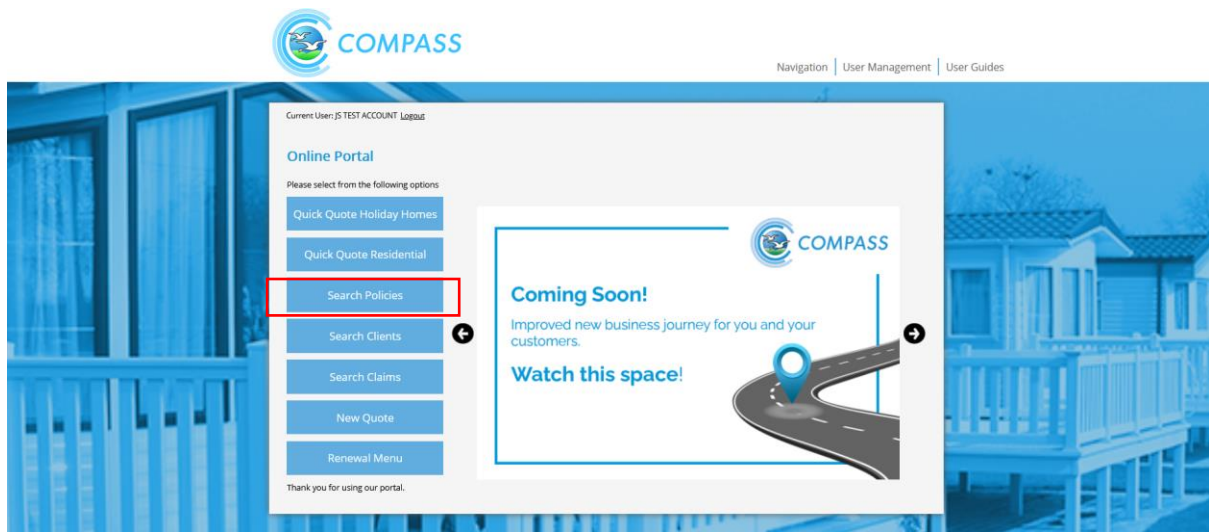 COMPASS
Navigation | User Management | User Guides
Current User: JS TEST ACCOUNT Logout
Online Portal
Please select from the following options
Quick Quote Holiday Homes
Quick Quote Residential
Search Policies
Search Clients
Search Claims
New Quote
Renewal Menu
Thank you for using our portal.
COMPASS
Coming Soon!
Improved new business journey for you and your
customers.
Watch this space!